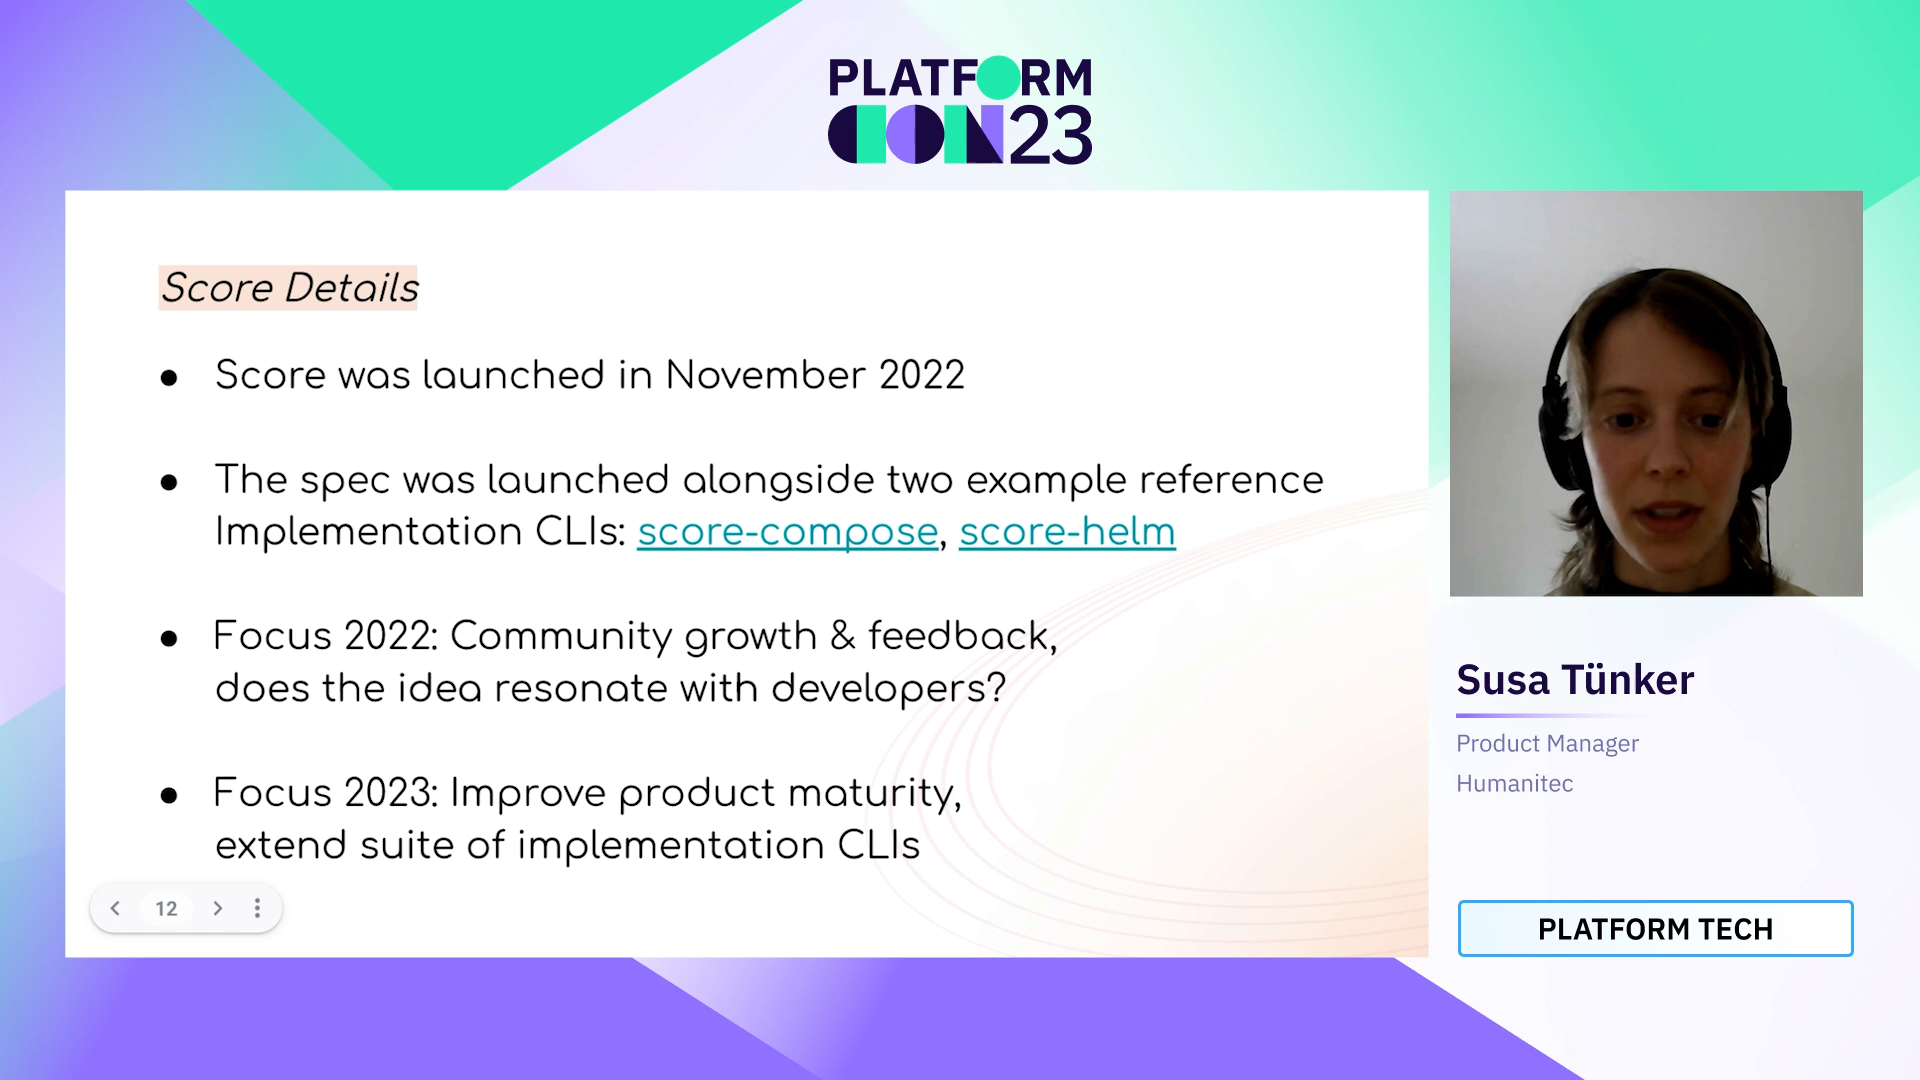 PLATFORM
CON23
Score Details
● Score was launched in November 2022
● The spec was launched alongside two example reference
Implementation CLIs: score-compose, score-helm
● Focus 2022: Community growth & feedback,
does the idea resonate with developers?
● Focus 2023: Improve product maturity,
extend suite of implementation CLIs
12
Susa Tünker
Product Manager
Humanitec
PLATFORM TECH